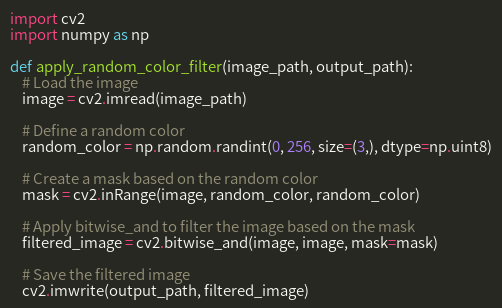 import cv2
import numpy as np
def apply_random_color_filter(image_path, output_path):
# Load the image
image = cv2.imread(image_path)
# Define a random color
random_color = np.random.randint(0, 256, size=(3,), dtype=np.uint8)
# Create a mask based on the random color
mask = cv2.inRange(image, random_color, random_color)
# Apply bitwise_and to filter the image based on the mask
filtered_image = cv2.bitwise_and(image, image, mask=mask)
# Save the filtered image
cv2.imwrite(output_path, filtered_image)